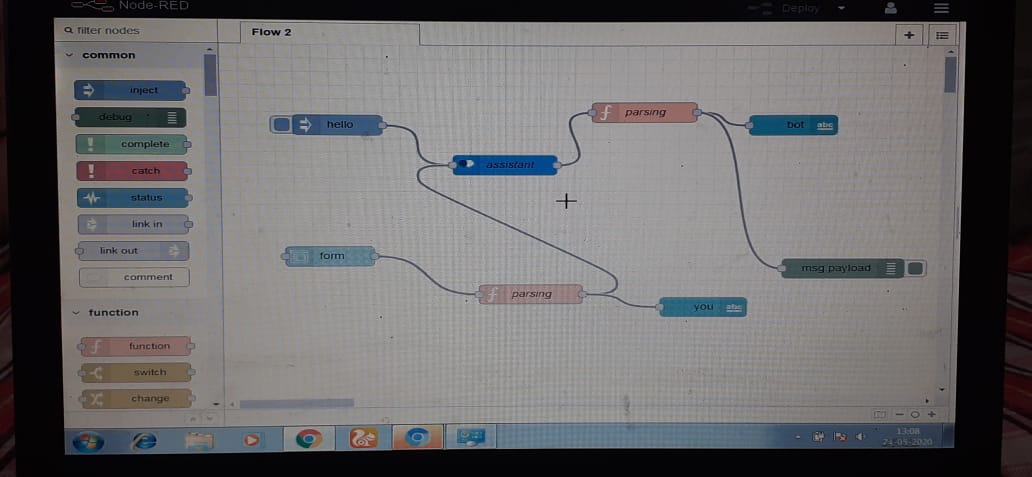 Node-RED
Deploy
filter nodes
Flow 2
common
inject
debug
complete
catch
status
link in
link out
comment
function
function
switch
change
hello
assistant
parsing
bot
abc
msg.payload
form
parsing
you
abc
13:08
24-05-2020